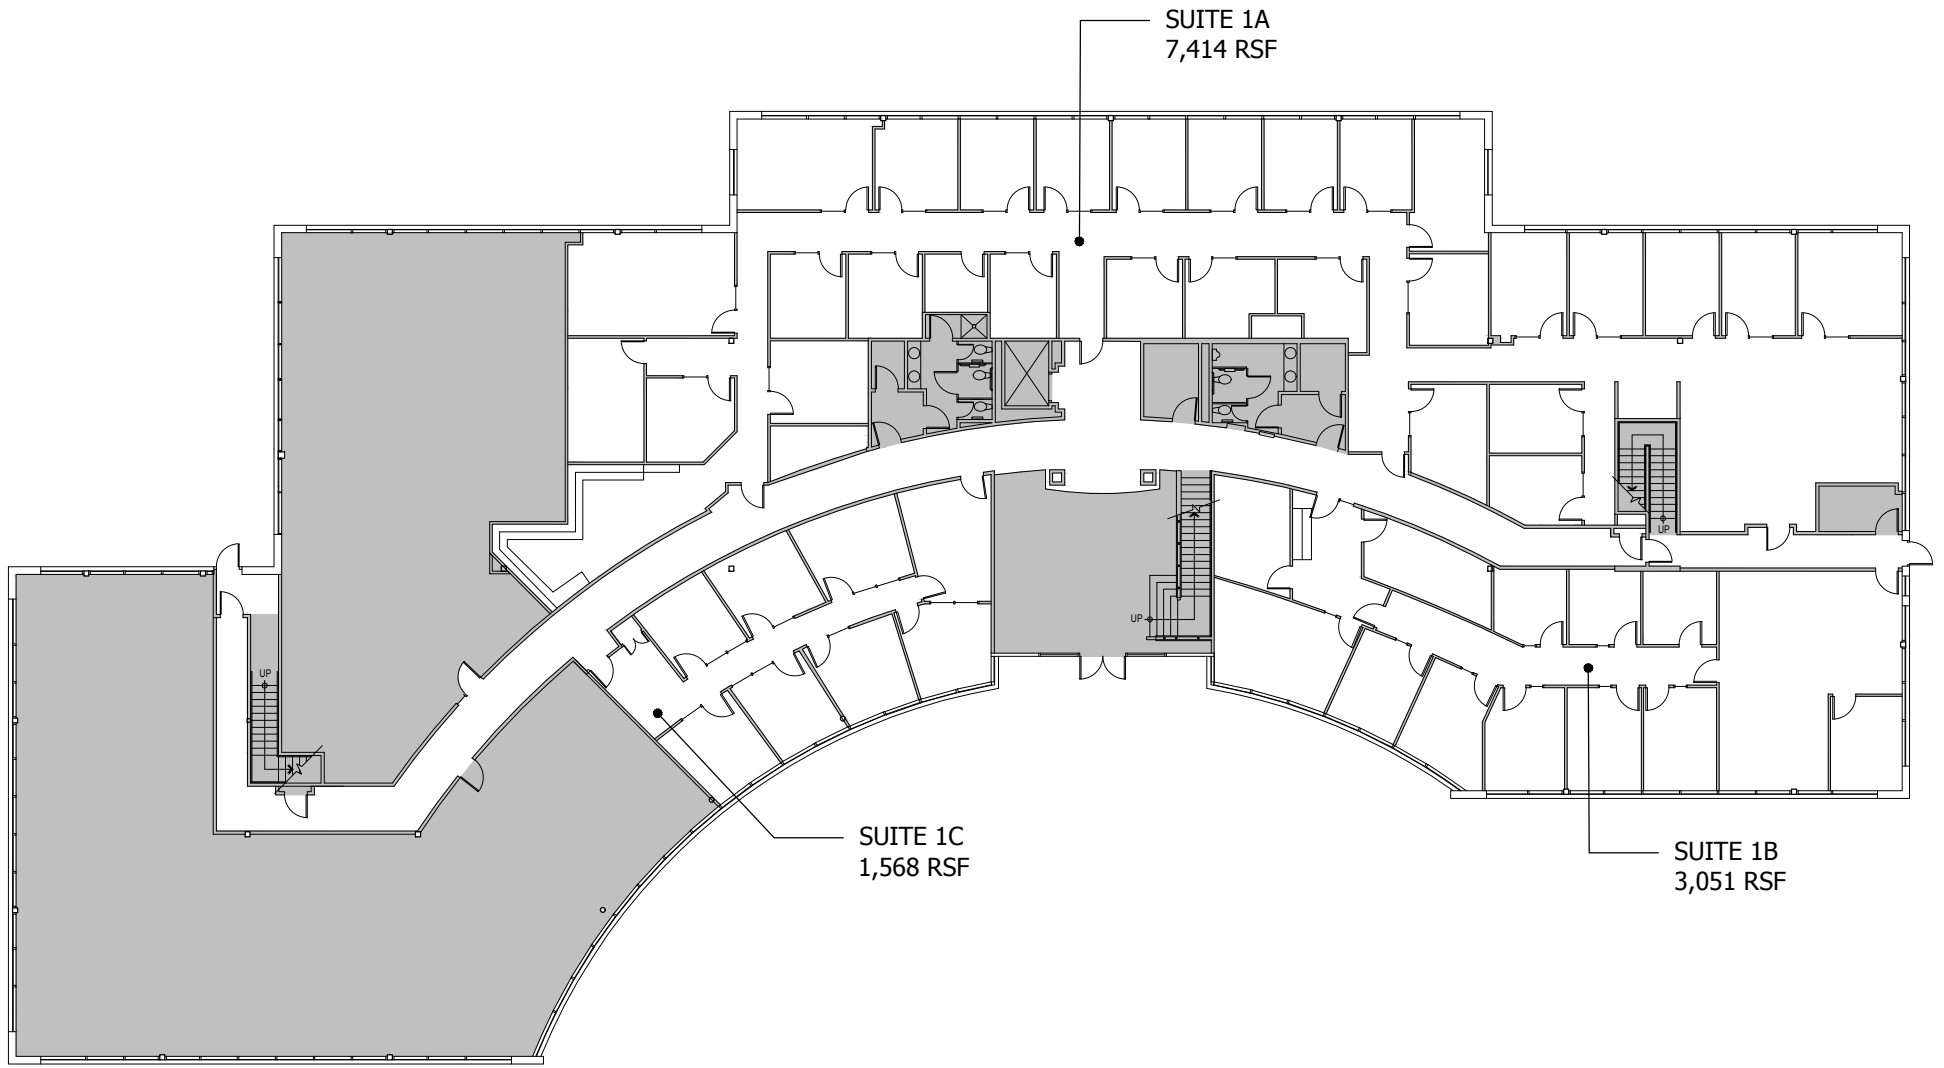 SUITE 1A
7,414 RSF
UP
UP
UP
SUITE 1C
1,568 RSF
SUITE 1B
3,051 RSF